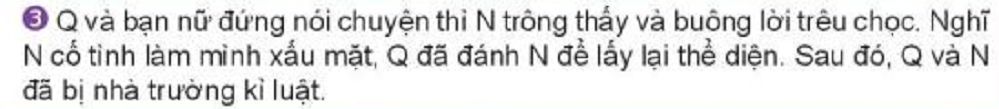 3 Q và bạn nữ đứng nói chuyện thì N trông thấy và buông lời trêu chọc. Nghĩ
N cố tình làm mình xấu mặt, Q đã đánh N để lấy lại thể diện. Sau đó, Q và N
đã bị nhà trường kỉ luật.